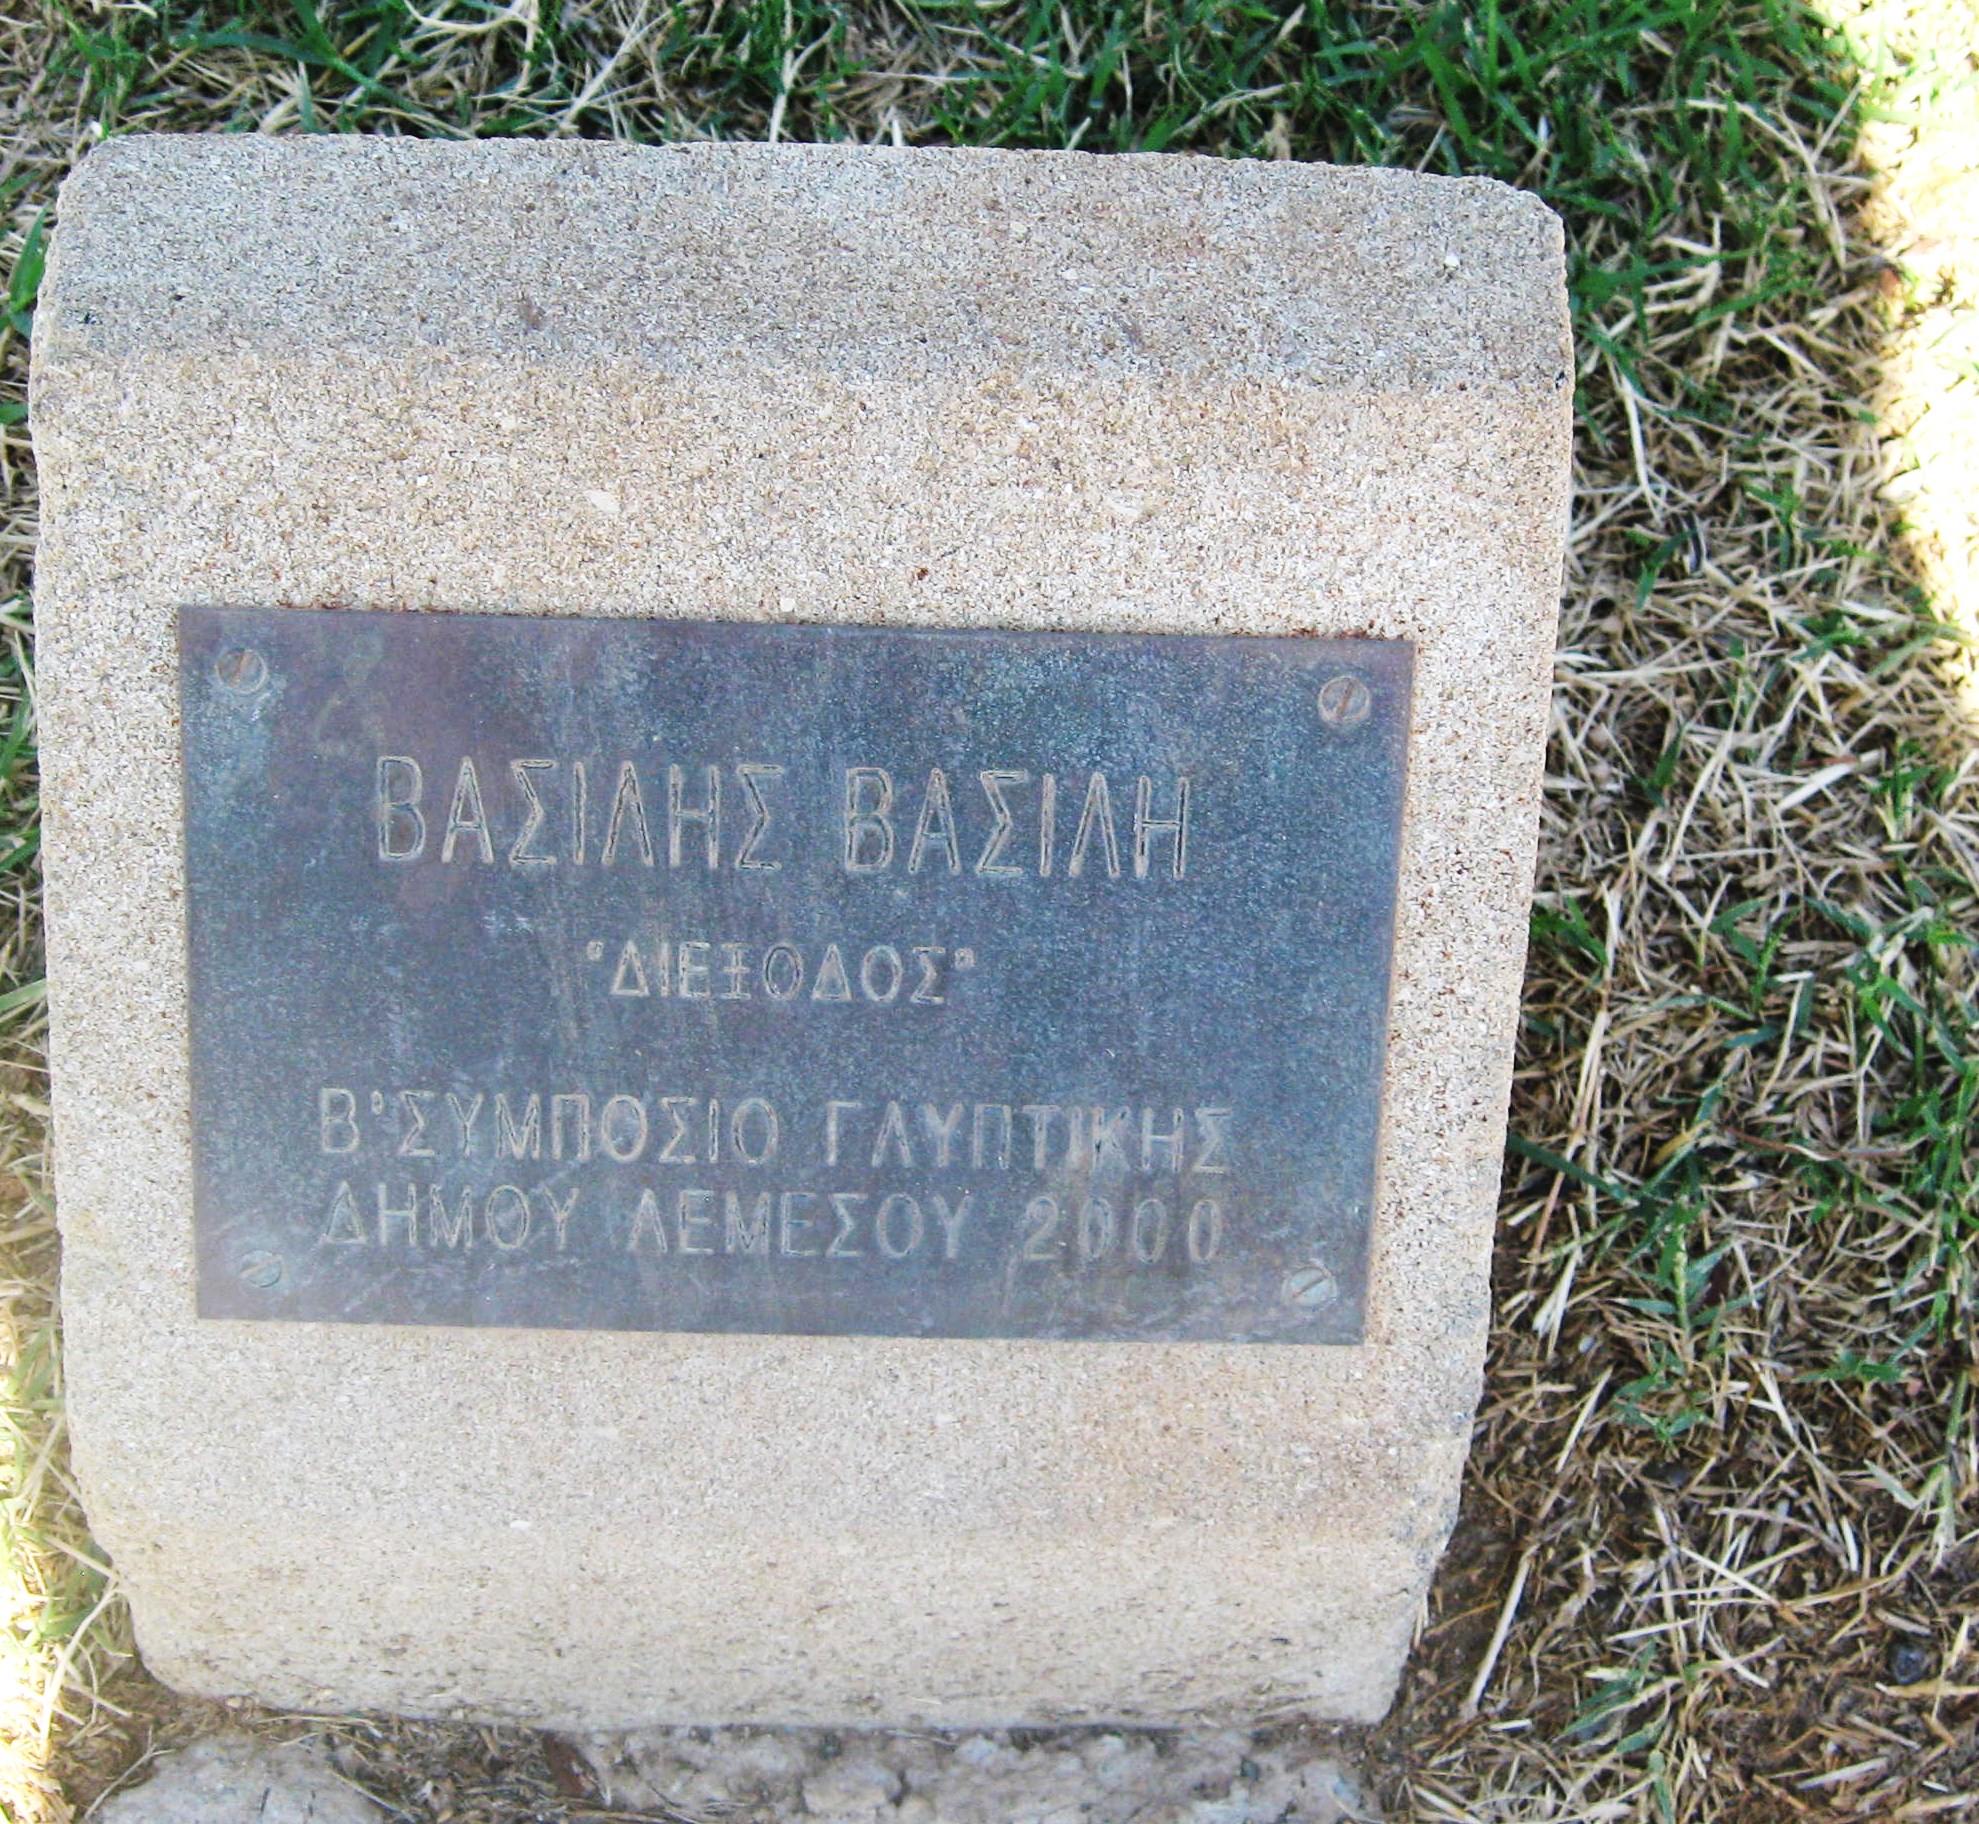 ΒΑΣΙΛΗΣ ΒΑΣΙΛΗ
"ΔΙΕΞΟΔΟΣ"
Β'ΣΥΜΠΟΣΙΟ ΓΛΥΠΤΙΚΗΣ
ΔΗΜΟΥ ΛΕΜΕΣΟΥ 2000